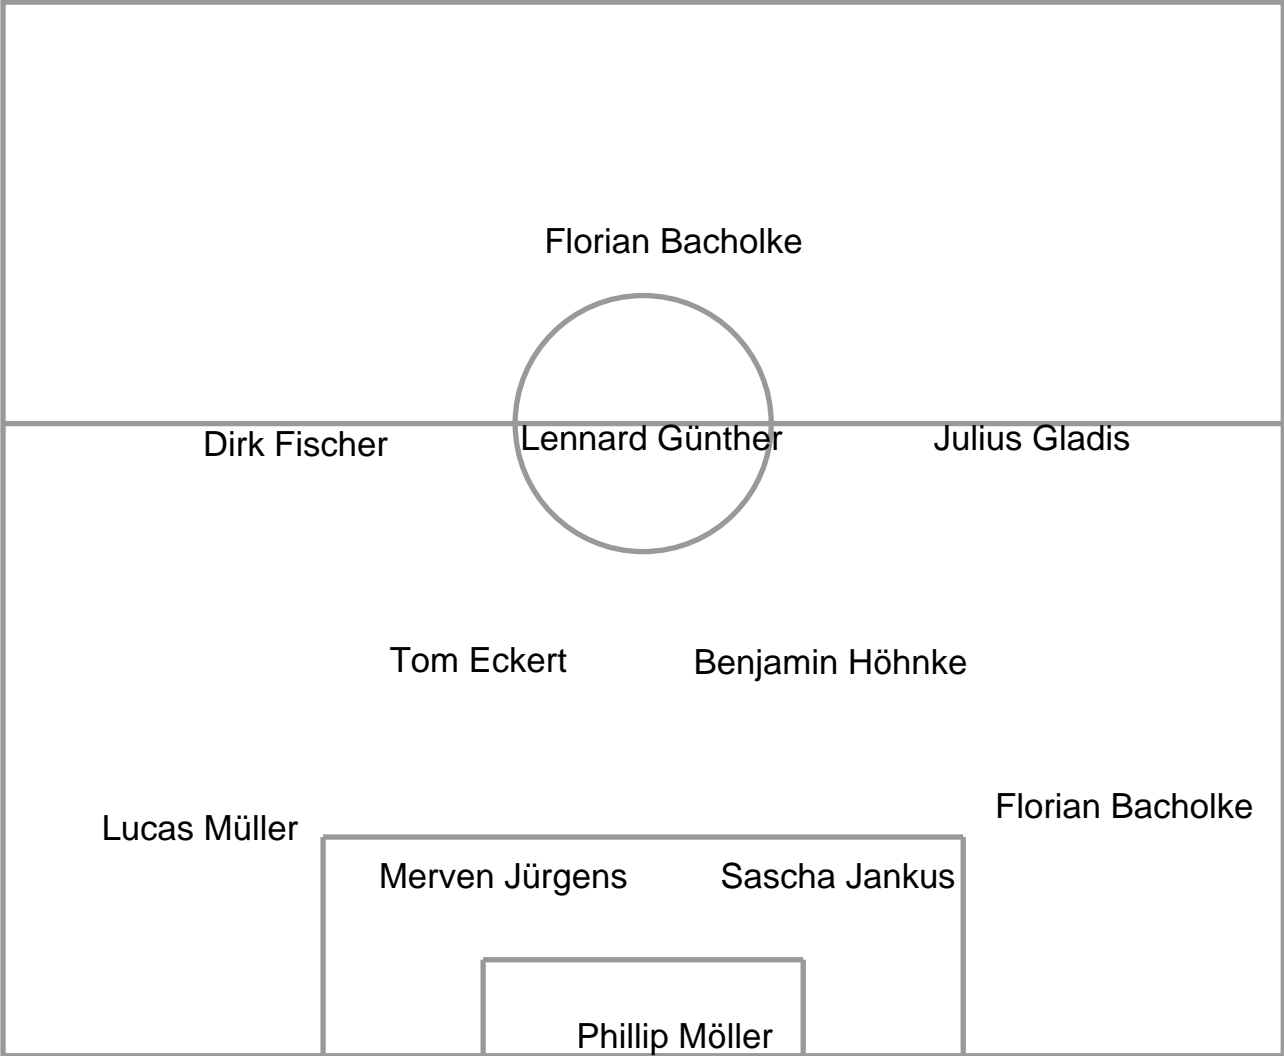 Florian Bacholke
Dirk Fischer
Lennard Günther
Julius Gladis
Tom Eckert
Benjamin Höhnke
Florian Bacholke
Lucas Müller
Merven Jürgens
Sascha Jankus
Phillip Möller